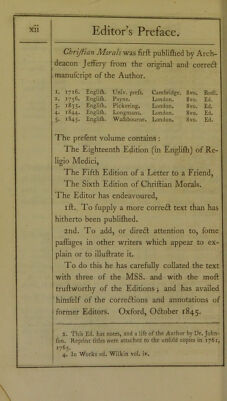 xii
Editor's Preface.
Chriſtian Morals was firſt publiſhed by Arch-
deacon Jeffery from the original and correct
manuſcript of the Author.
1. 1716. Engliſh. Univ. preſs. Cambridge. 8vo. Boſt.
2. 1756. Engliſh. Payne. London. 8vo. Ed.
3. 1835. Engliſh. Pickering. London. 8vo. Ed.
4. 1844. Engliſh. Longmans. London. 8vo. Ed.
5. 1845. Engliſh. Waſhbourne. London. 8vo. Ed.
The preſent volume contains:
The Eighteenth Edition (in Engliſh) of Re-
ligio Medici,
The Fifth Edition of a Letter to a Friend,
The Sixth Edition of Chriſtian Morals.
The Editor has endeavoured,
1ſt. To ſupply a more correct text than has
hitherto been publiſhed.
2nd. To add, or direct attention to, ſome
paſſages in other writers which appear to ex-
plain or to illuſtrate it.
To do this he has carefully collated the text
with three of the MSS. and with the moſt
truſtworthy of the Editions; and has availed
himſelf of the corrections and annotations of
former Editors. Oxford, October 1845.
2. This Ed. has notes, and a life of the Author by Dr. John-
ſon. Reprint titles were attached to the unſold copies in 1761,
1765.
4. In Works ed. Wilkin vol. iv.